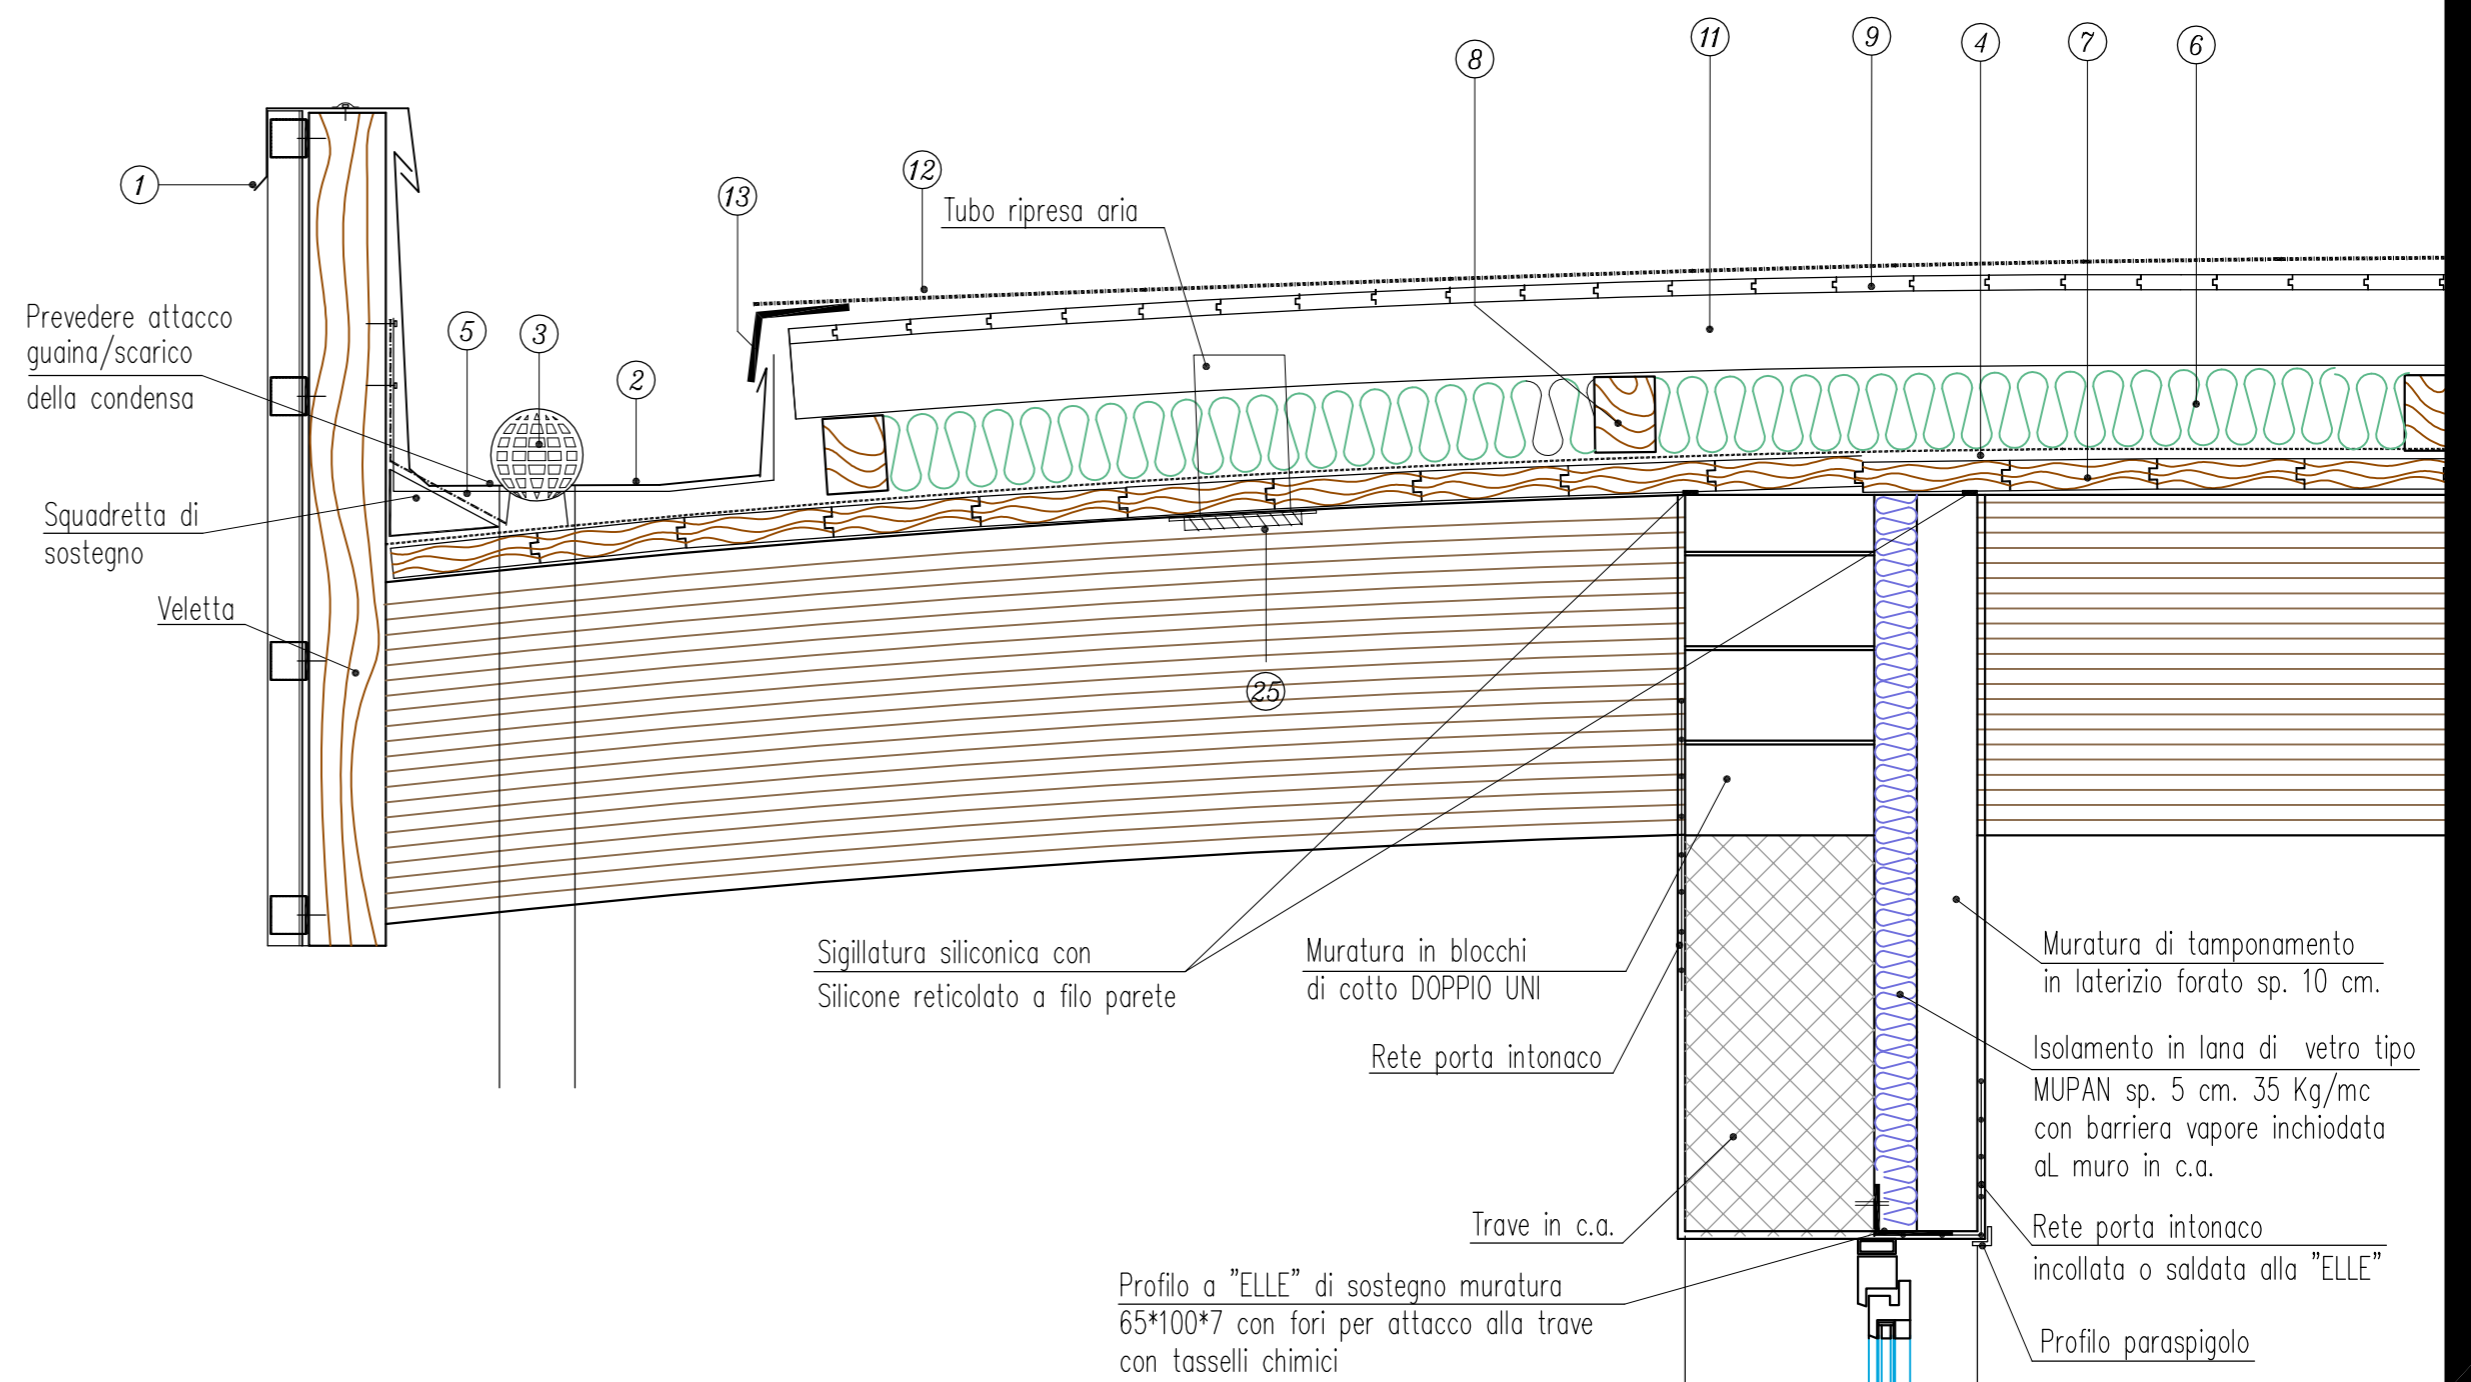 8
11
9
4
7
6
1
13
12
Tubo ripresa aria
Prevedere attacco
guaina/scarico
della condensa
5
3
2
Squadretta di
sostegno
Veletta
25
Sigillatura siliconica con
Silicone reticolato a filo parete
Muratura in blocchi
di cotto DOPPIO UNI
Rete porta intonaco
Trave in c.a.
Profilo a "ELLE" di sostegno muratura
65*100*7 con fori per attacco alla trave
con tasselli chimici
Muratura di tamponamento
in laterizio forato sp. 10 cm.
Isolamento in lana di vetro tipo
MUPAN sp. 5 cm. 35 Kg/mc
con barriera vapore inchiodata
aL muro in c.a.
Rete porta intonaco
incollata o saldata alla "ELLE"
Profilo paraspigolo